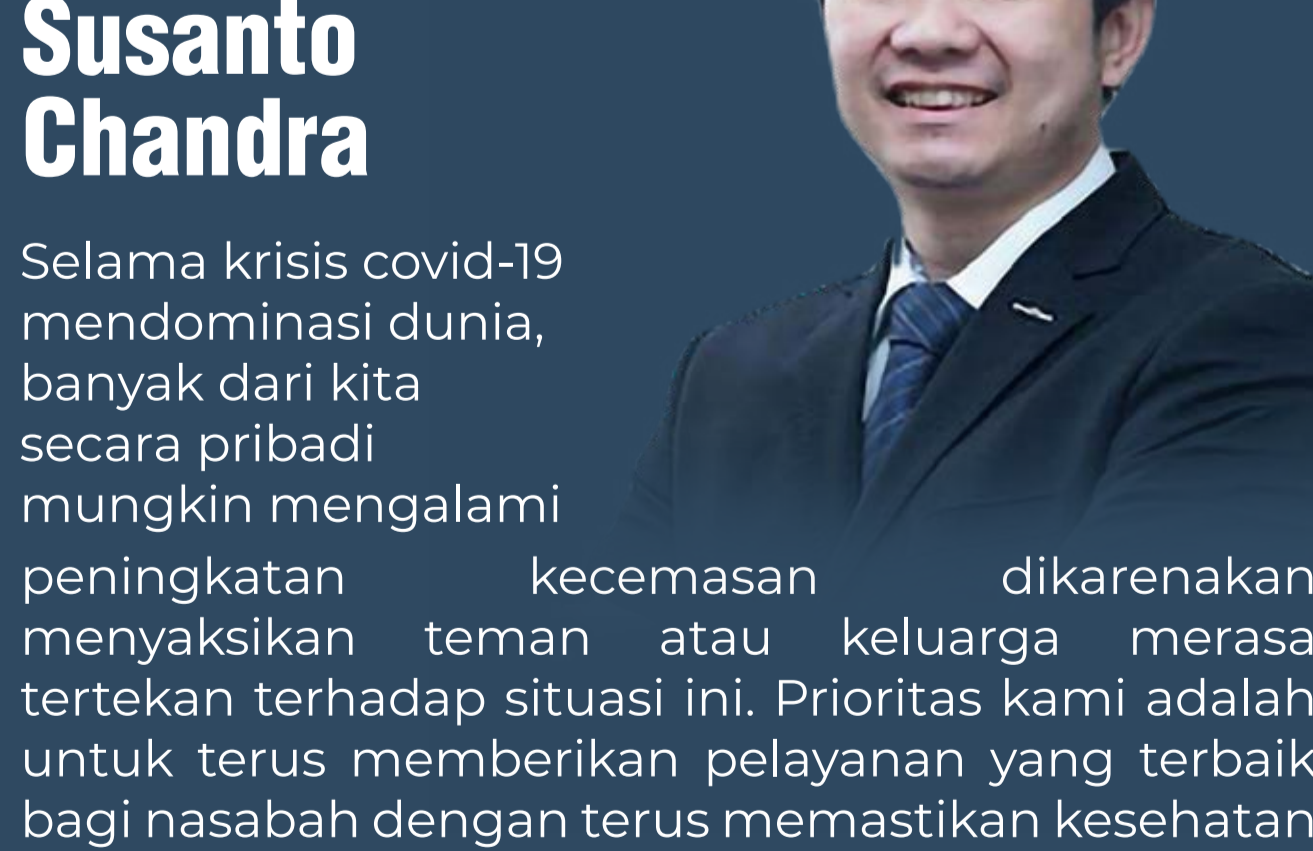 Susanto
Chandra
Selama krisis covid-19
mendominasi dunia,
banyak dari kita
secara pribadi
mungkin mengalami
peningkatan kecemasan dikarenakan
menyaksikan teman atau keluarga merasa
tertekan terhadap situasi ini. Prioritas kami adalah
untuk terus memberikan pelayanan yang terbaik
bagi nasabah dengan terus memastikan kesehatan